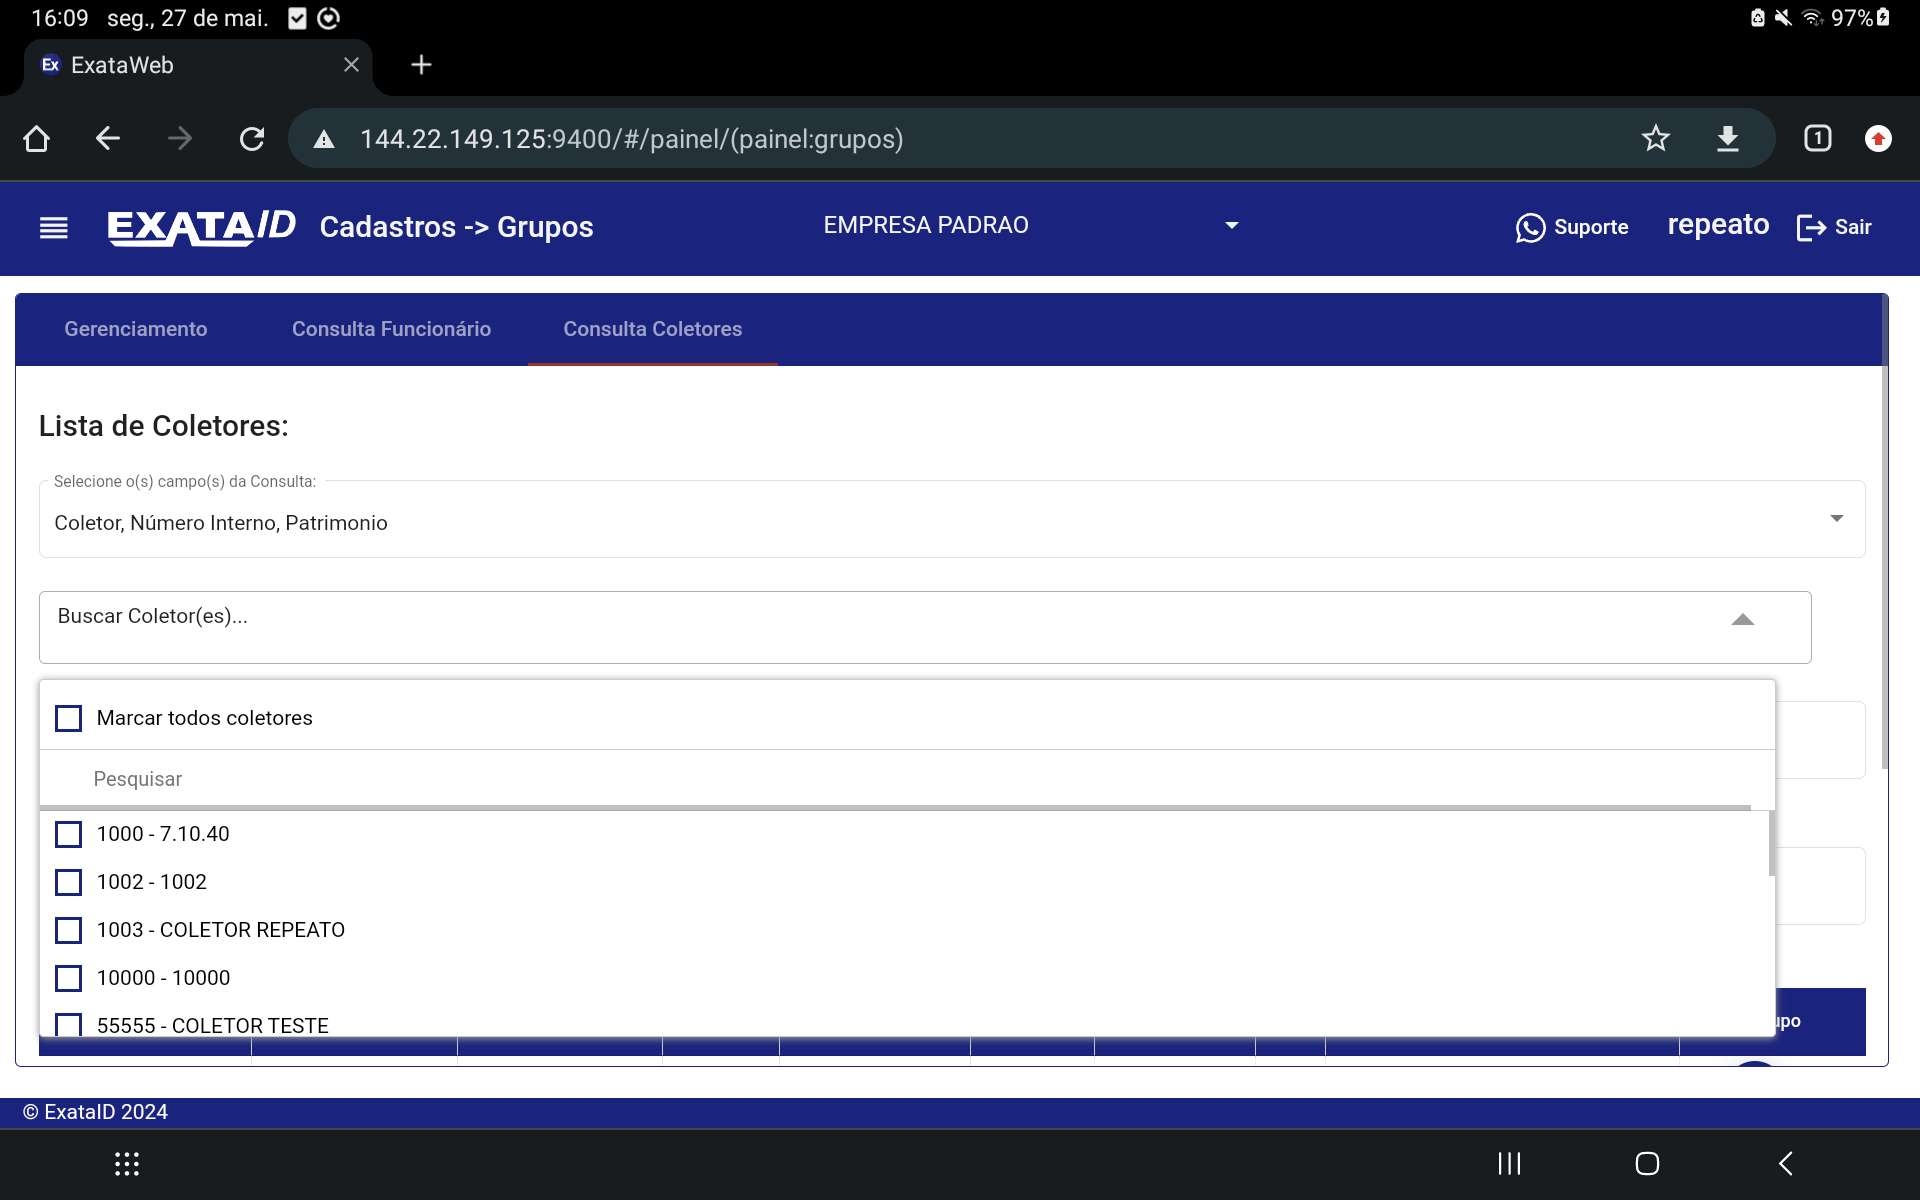 16:09 seg., 27 de mai. 97%
Ex ExataWeb
144.22.149.125:9400/#/painel/(painel:grupos)
1
EXATA/ID Cadastros -> Grupos EMPRESA PADRAO Suporte repeato Sair
Gerenciamento Consulta Funcionário Consulta Coletores
Lista de Coletores:
Selecione o(s) campo(s) da Consulta:
Coletor, Número Interno, Patrimonio
Buscar Coletor(es)...
Marcar todos coletores
Pesquisar
1000 - 7.10.40
1002 - 1002
1003 - COLETOR REPEATO
10000 - 10000
55555 - COLETOR TESTE
upo
© ExataID 2024